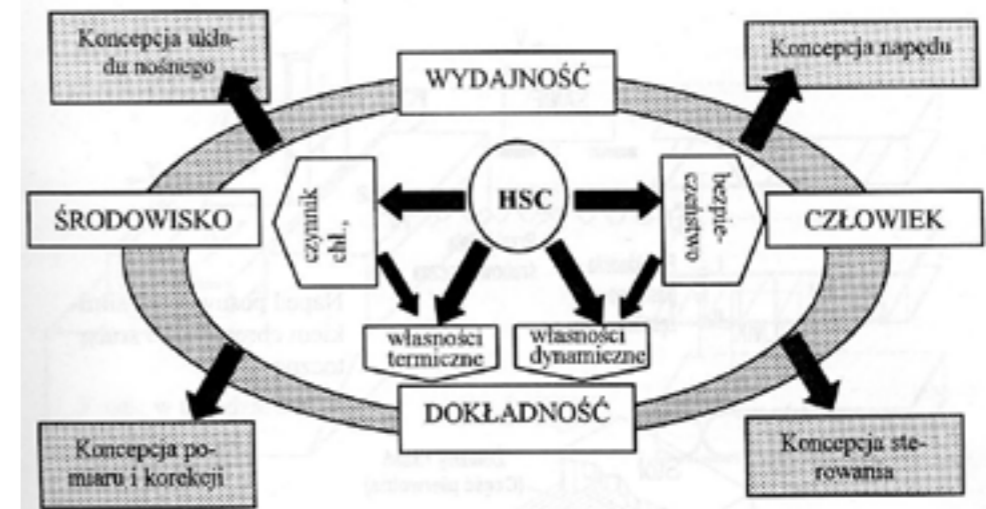 Koncepcja ukła-
du nośnego
Koncepcja napędu
WYDAJNOŚĆ
HSC
ŚRODOWISKO
czynnik
chł.,
bezpie-
czeństwo
CZŁOWIEK
własności
termiczne
własności
dynamiczne
DOKŁADNOŚĆ
Koncepcja po-
miaru i korekcji
Koncepcja ste-
rowania